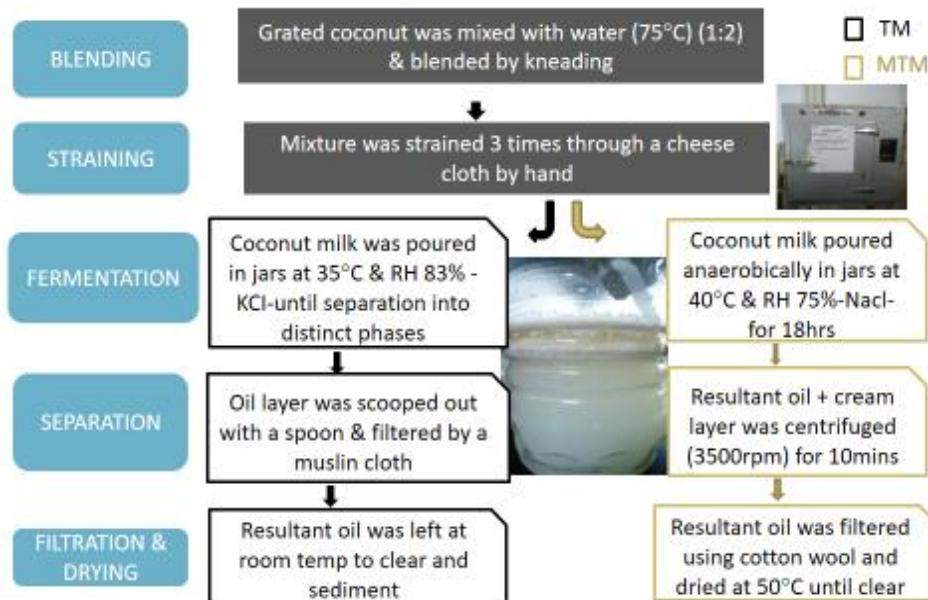 BLENDING
Grated coconut was mixed with water (75°C) (1:2)
& blended by kneading
TM
MTM
STRAINING
Mixture was strained 3 times through a cheese
cloth by hand
FERMENTATION
Coconut milk was poured
in jars at 35°C & RH 83% -
KCl-until separation into
distinct phases
Coconut milk poured
anaerobically in jars at
40°C & RH 75%-Nacl-
for 18hrs
SEPARATION
Oil layer was scooped out
with a spoon & filtered by a
muslin cloth
Resultant oil + cream
layer was centrifuged
(3500rpm) for 10mins
FILTRATION &
DRYING
Resultant oil was left at
room temp to clear and
sediment
Resultant oil was filtered
using cotton wool and
dried at 50°C until clear